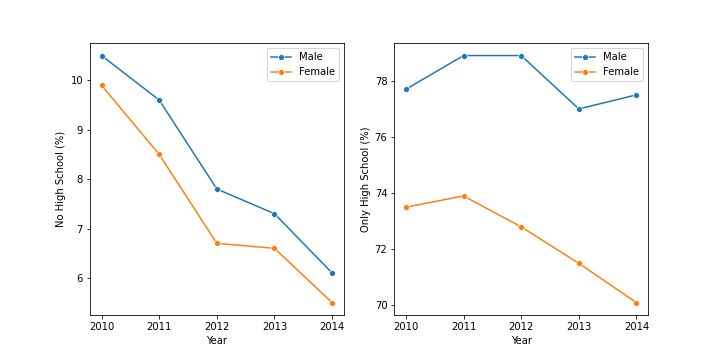 Male
Female
10
9
8
7
6
No High School (%)
2010 2011 2012 2013 2014
Year
Male
Female
78
76
74
72
70
Only High School (%)
2010 2011 2012 2013 2014
Year